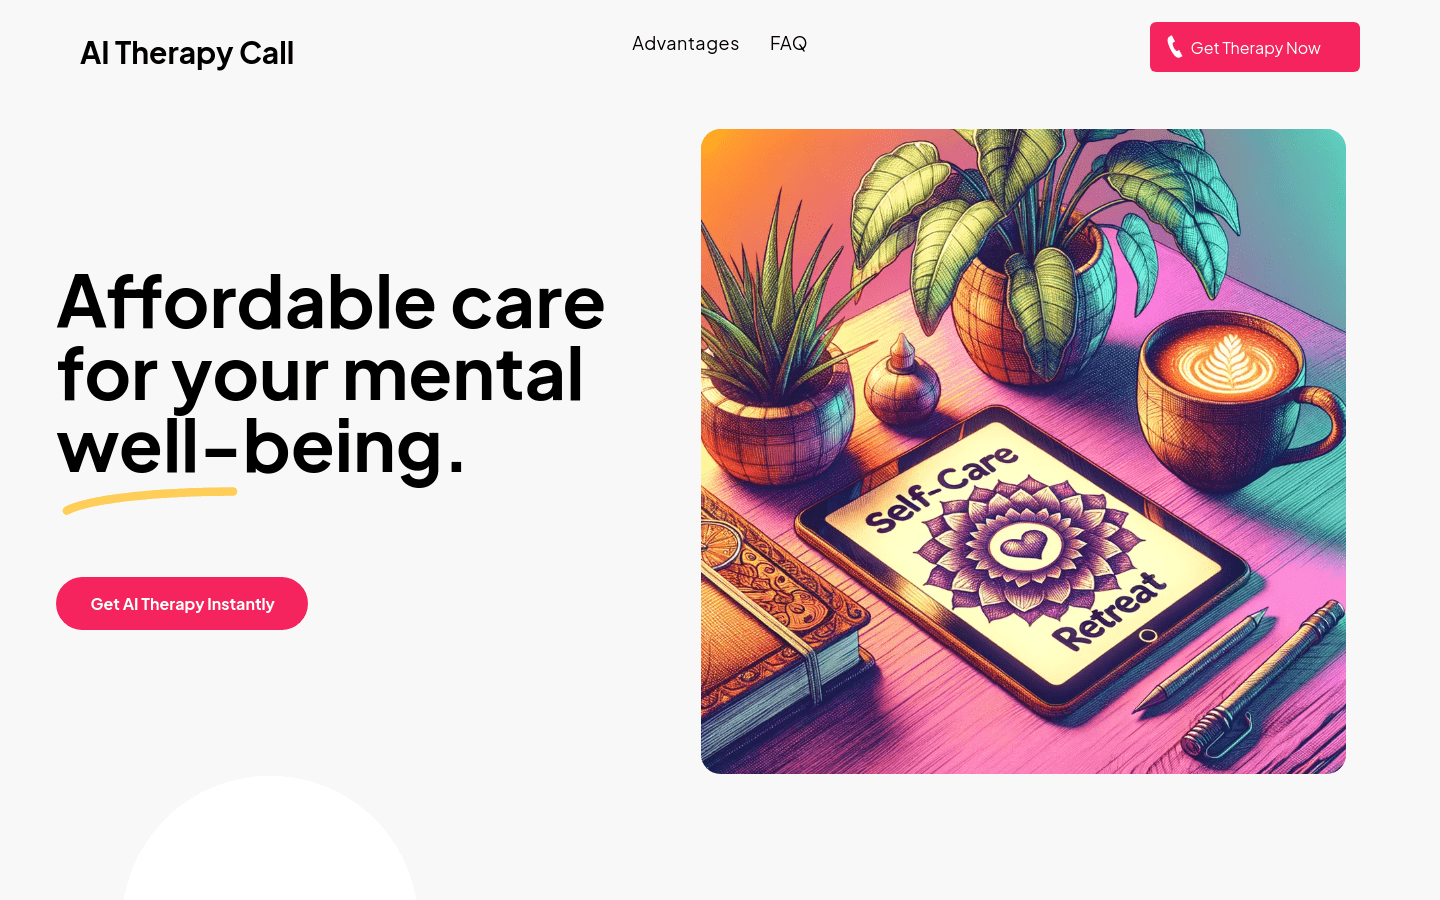 AI Therapy Call
Advantages
FAQ
Get Therapy Now
Affordable care
for your mental
well-being.
Get AI Therapy Instantly
Self-Care
Retreat